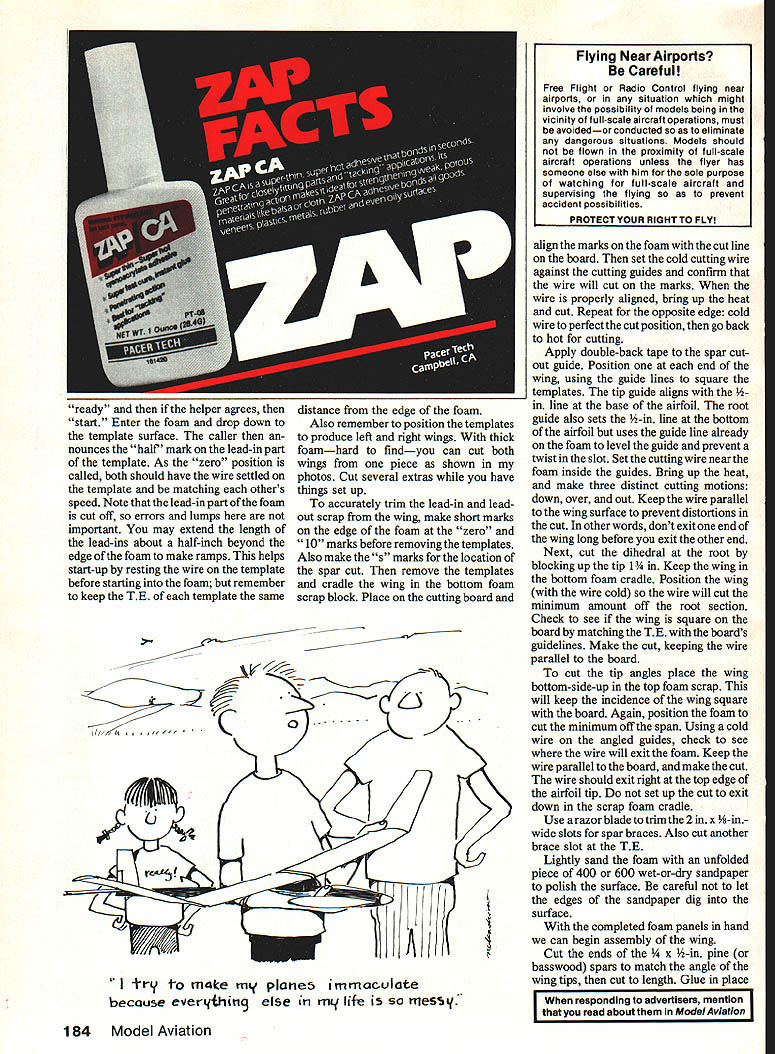 ZAP
FACTS
ZAP CA
ZAP CA is a super-thin, super hot adhesive that bonds in seconds.
Great for closely fitting parts and "tacking" applications. Its
penetrating action makes it ideal for strengthening weak, porous
materials like balsa or cloth. ZAP CA adhesive bonds all goods.
veneers, plastics, metals, rubber and even oily surfaces.
ZAP
Pacer Tech
Campbell, CA
ZAP / CA
Super thin—Super hot
cyanoacrylate adhesive
Super fast cure, instant glue
Penetrating action
Best for "tacking"
applications
PT-08
NET WT. 1 Ounce (28.4G)
PACER TECH
161420
"ready" and then if the helper agrees, then
"start." Enter the foam and drop down to
the template surface. The caller then an-
nounces the "half" mark on the lead-in part
of the template. As the "zero" position is
called, both should have the wire settled on
the template and be matching each other's
speed. Note that the lead-in part of the foam
is cut off, so errors and lumps here are not
important. You may extend the length of
the lead-ins about a half-inch beyond the
edge of the foam to make ramps. This helps
start-up by resting the wire on the template
before starting into the foam; but remember
to keep the T.E. of each template the same
distance from the edge of the foam.
Also remember to position the templates
to produce left and right wings. With thick
foam—hard to find—you can cut both
wings from one piece as shown in my
photos. Cut several extras while you have
things set up.
To accurately trim the lead-in and lead-
out scrap from the wing, make short marks
on the edge of the foam at the "zero" and
"10" marks before removing the templates.
Also make the "s" marks for the location of
the spar cut. Then remove the templates
and cradle the wing in the bottom foam
scrap block. Place on the cutting board and
Flying Near Airports?
Be Careful!
Free Flight or Radio Control flying near
airports, or in any situation which might
involve the possibility of models being in the
vicinity of full-scale aircraft operations, must
be avoided—or conducted so as to eliminate
any dangerous situations. Models should
not be flown in the proximity of full-scale
aircraft operations unless the flyer has
someone else with him for the sole purpose
of watching for full-scale aircraft and
supervising the flying so as to prevent
accident possibilities.
PROTECT YOUR RIGHT TO FLY!
align the marks on the foam with the cut line
on the board. Then set the cold cutting wire
against the cutting guides and confirm that
the wire will cut on the marks. When the
wire is properly aligned, bring up the heat
and cut. Repeat for the opposite edge: cold
wire to perfect the cut position, then go back
to hot for cutting.
Apply double-back tape to the spar cut-
out guide. Position one at each end of the
wing, using the guide lines to square the
templates. The tip guide aligns with the ½-
in. line at the base of the airfoil. The root
guide also sets the ½-in. line at the bottom
of the airfoil but uses the guide line already
on the foam to level the guide and prevent a
twist in the slot. Set the cutting wire near the
foam inside the guides. Bring up the heat,
and make three distinct cutting motions:
down, over, and out. Keep the wire parallel
to the wing surface to prevent distortions in
the cut. In other words, don't exit one end of
the wing long before you exit the other end.
Next, cut the dihedral at the root by
blocking up the tip 1¾ in. Keep the wing in
the bottom foam cradle. Position the wing
(with the wire cold) so the wire will cut the
minimum amount off the root section.
Check to see if the wing is square on the
board by matching the T.E. with the board's
guidelines. Make the cut, keeping the wire
parallel to the board.
To cut the tip angles place the wing
bottom-side-up in the top foam scrap. This
will keep the incidence of the wing square
with the board. Again, position the foam to
cut the minimum off the span. Using a cold
wire on the angled guides, check to see
where the wire will exit the foam. Keep the
wire parallel to the board, and make the cut.
The wire should exit right at the top edge of
the airfoil tip. Do not set up the cut to exit
down in the scrap foam cradle.
Use a razor blade to trim the 2 in. x ⅛-in.-
wide slots for spar braces. Also cut another
brace slot at the T.E.
Lightly sand the foam with an unfolded
piece of 400 or 600 wet-or-dry sandpaper
to polish the surface. Be careful not to let
the edges of the sandpaper dig into the
surface.
With the completed foam panels in hand
we can begin assembly of the wing.
Cut the ends of the ¼ x ½-in. pine (or
basswood) spars to match the angle of the
wing tips, then cut to length. Glue in place
really!
"I try to make my planes immaculate
because everything else in my life is so messy."
When responding to advertisers, mention
that you read about them in Model Aviation
184 Model Aviation